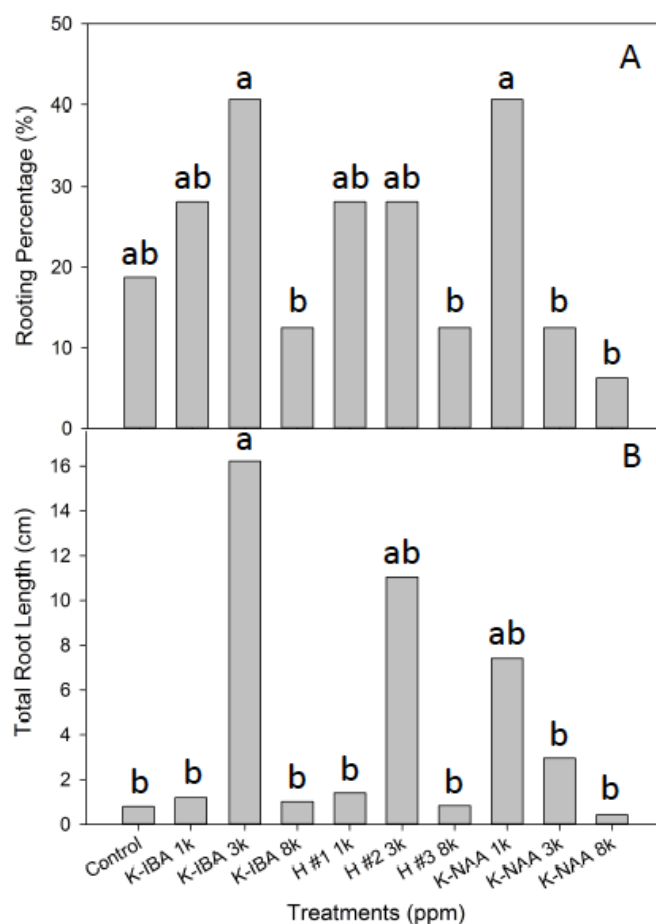 50
A
a
a
40
ab
ab
ab
30
ab
20
b
b
b
b
10
0
Rooting Percentage (%)
B
a
16
14
12
ab
10
ab
8
6
b
4
b
b
b
b
b
b
2
0
Total Root Length (cm)
Control
K-IBA 1k
K-IBA 3k
K-IBA 8k
H #1 1k
H #2 3k
H #3 8k
K-NAA 1k
K-NAA 3k
K-NAA 8k
Treatments (ppm)